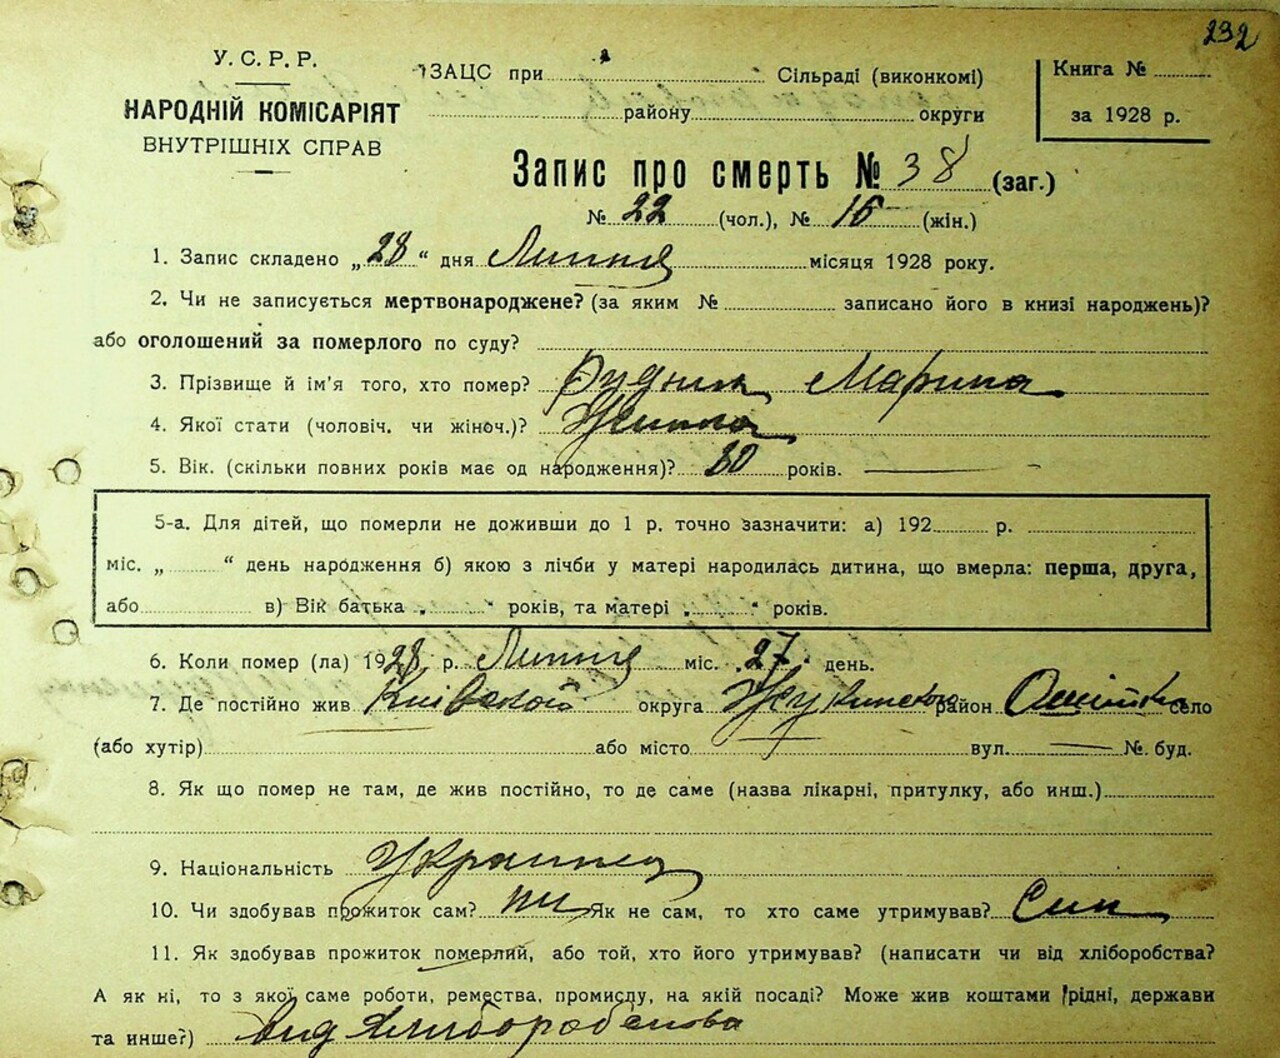 232
У. С. Р. Р.
НАРОДНІЙ КОМІСАРІЯТ
ВНУТРІШНІХ СПРАВ
ЗАЦС при Сільраді (виконкомі)
району округи
Книга №
за 1928 р.
Запис про смерть № 38 (заг.)
№ 22 (чол.), № 16 (жін.)
1. Запис складено „28“ дня Липня місяця 1928 року.
2. Чи не записується мертвонароджене? (за яким № записано його в книзі народжень)?
або оголошений за померлого по суду?
3. Прізвище й ім'я того, хто помер? Рудник Марина
4. Якої стати (чоловіч. чи жіноч.)? Жіноча
5. Вік. (скільки повних років має од народження)? 80 років.
5-а. Для дітей, що померли не доживши до 1 р. точно зазначити: а) 192 р.
міс. „ “ день народження б) якою з лічби у матері народилась дитина, що вмерла: перша, друга,
або в) Вік батька „ “ років, та матері „ “ років.
6. Коли помер (ла) 1928 р. Липня міс. 27 день.
7. Де постійно жив Київской округа Жукинского район село
(або хутір) або місто вул. — №. буд.
8. Як що помер не там, де жив постійно, то де саме (назва лікарні, притулку, або инш.)
9. Національність Украинец
10. Чи здобував прожиток сам? ни Як не сам, то хто саме утримував? Син
11. Як здобував прожиток померлий, або той, хто його утримував? (написати чи від хліборобства?
А як ні, то з якої саме роботи, ремества, промислу, на якій посаді? Може жив коштами рідні, держави
та инше?) вид хлиборобства